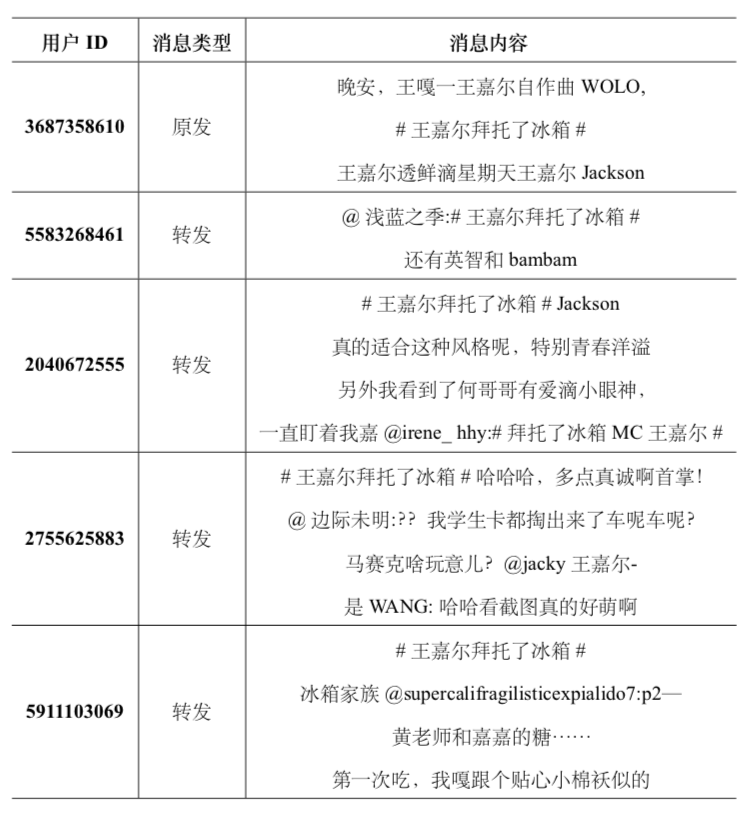 用户 ID 消息类型 消息内容
晚安，王嘎一王嘉尔自作曲 WOLO,
3687358610 原发 # 王嘉尔拜托了冰箱 #
王嘉尔透鲜滴星期天王嘉尔 Jackson
5583268461 转发 @ 浅蓝之季:# 王嘉尔拜托了冰箱 #
还有英智和 bambam
# 王嘉尔拜托了冰箱 # Jackson
2040672555 转发 真的适合这种风格呢，特别青春洋溢
另外我看到了何哥哥有爱滴小眼神，
一直盯着我嘉 @irene_ hhy:# 拜托了冰箱 MC 王嘉尔 #
# 王嘉尔拜托了冰箱 # 哈哈哈，多点真诚啊首掌！
2755625883 转发 @ 边际未明:?？ 我学生卡都掏出来了车呢车呢?
马赛克啥玩意儿？@jacky 王嘉尔-
是 WANG: 哈哈看截图真的好萌啊
# 王嘉尔拜托了冰箱 #
5911103069 转发 冰箱家族 @supercalifragilisticexpialido7:p2—
黄老师和嘉嘉的糖……
第一次吃，我嘎跟个贴心小棉袄似的